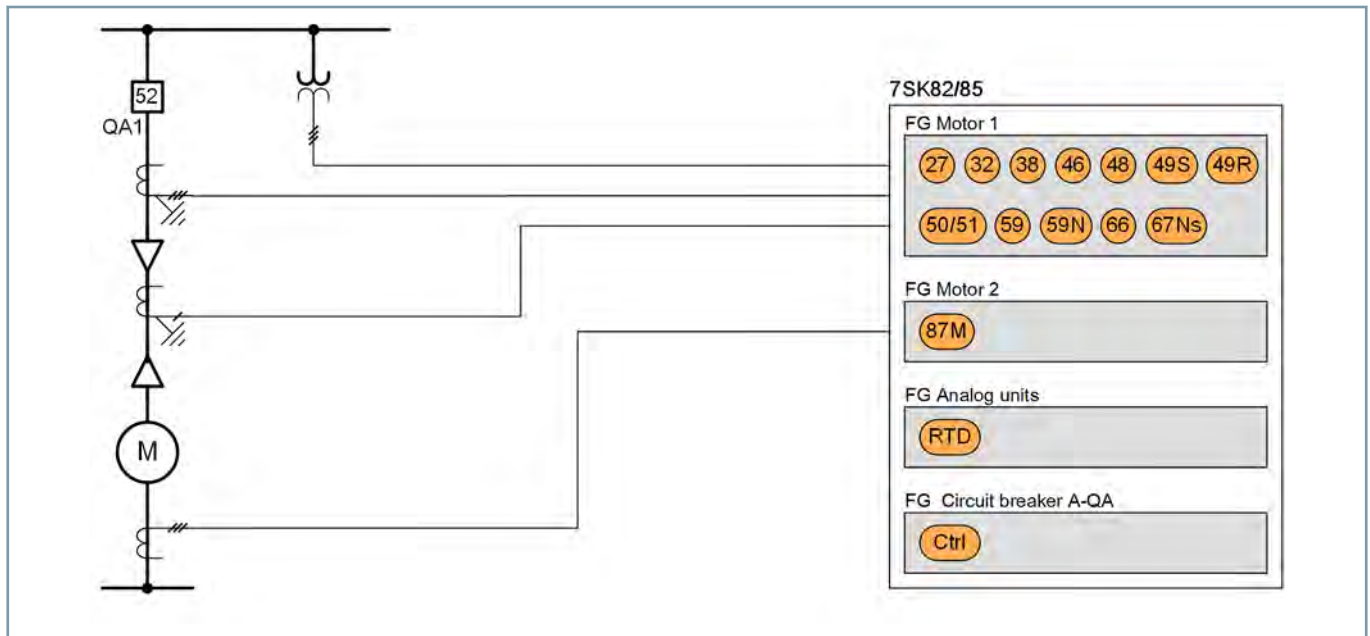 52
QA1
M
7SK82/85
FG Motor 1
27 32 38 46 48 49S 49R
50/51 59 59N 66 67Ns
FG Motor 2
87M
FG Analog units
RTD
FG Circuit breaker A-QA
Ctrl